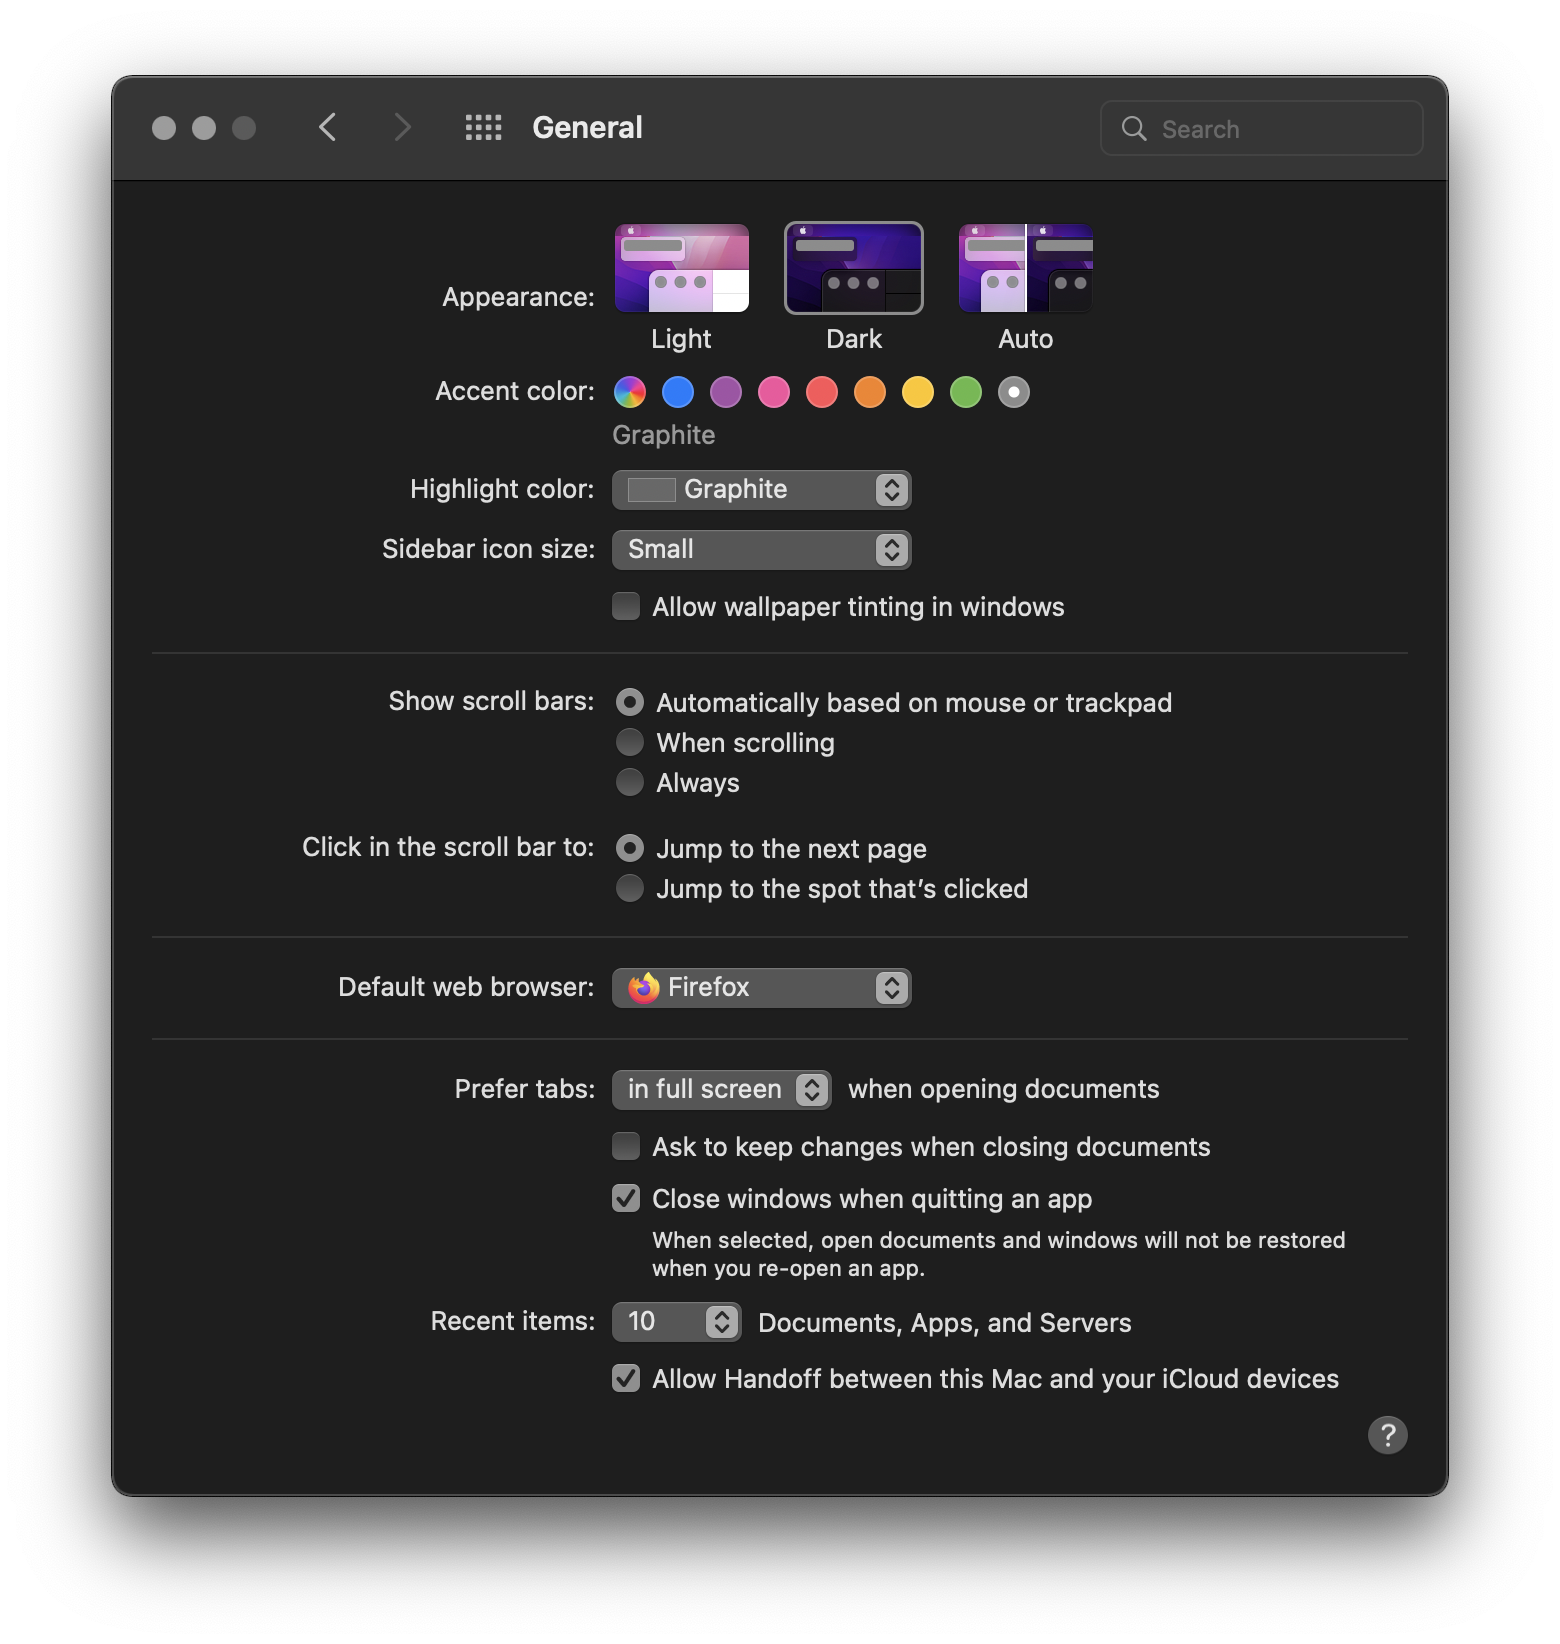 General
Search
Appearance:
Light Dark Auto
Accent color:
Graphite
Highlight color: Graphite
Sidebar icon size: Small
Allow wallpaper tinting in windows
Show scroll bars: Automatically based on mouse or trackpad
When scrolling
Always
Click in the scroll bar to: Jump to the next page
Jump to the spot that’s clicked
Default web browser: Firefox
Prefer tabs: in full screen when opening documents
Ask to keep changes when closing documents
Close windows when quitting an app
When selected, open documents and windows will not be restored
when you re-open an app.
Recent items: 10 Documents, Apps, and Servers
Allow Handoff between this Mac and your iCloud devices
?